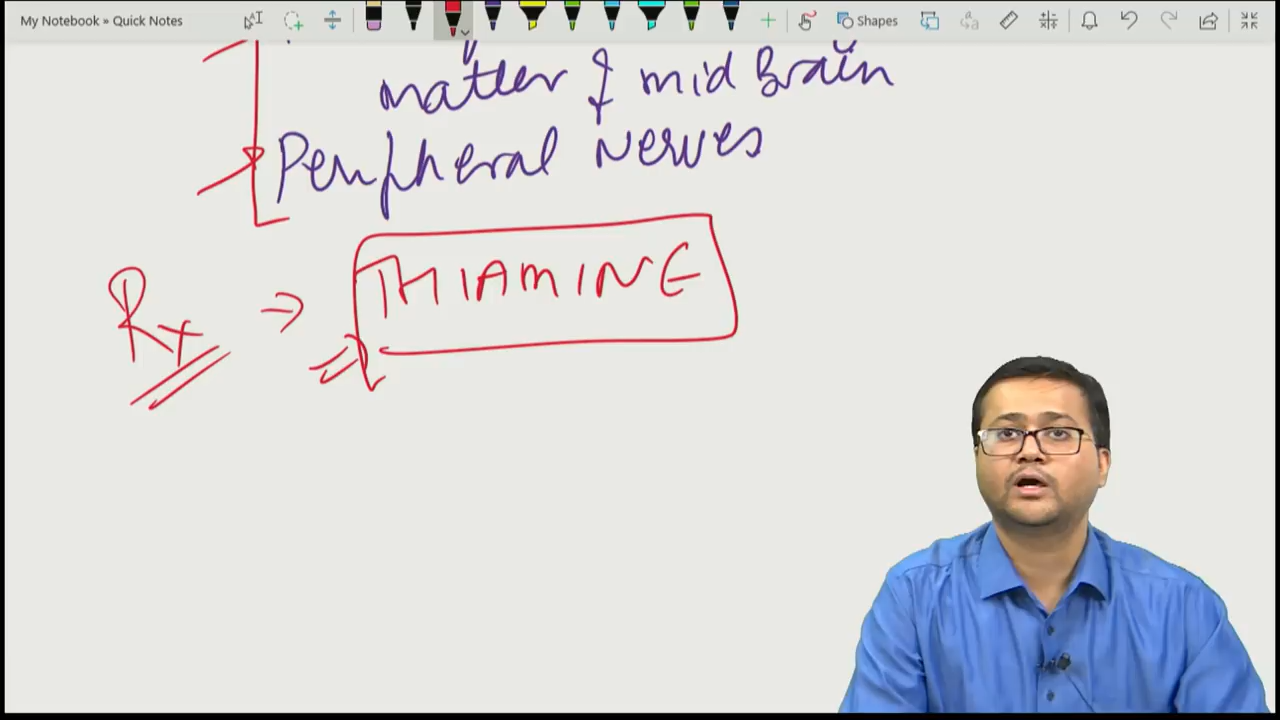 My Notebook » Quick Notes
Shapes
matter & mid Brain
Peripheral nerves
Rx → THIAMINE